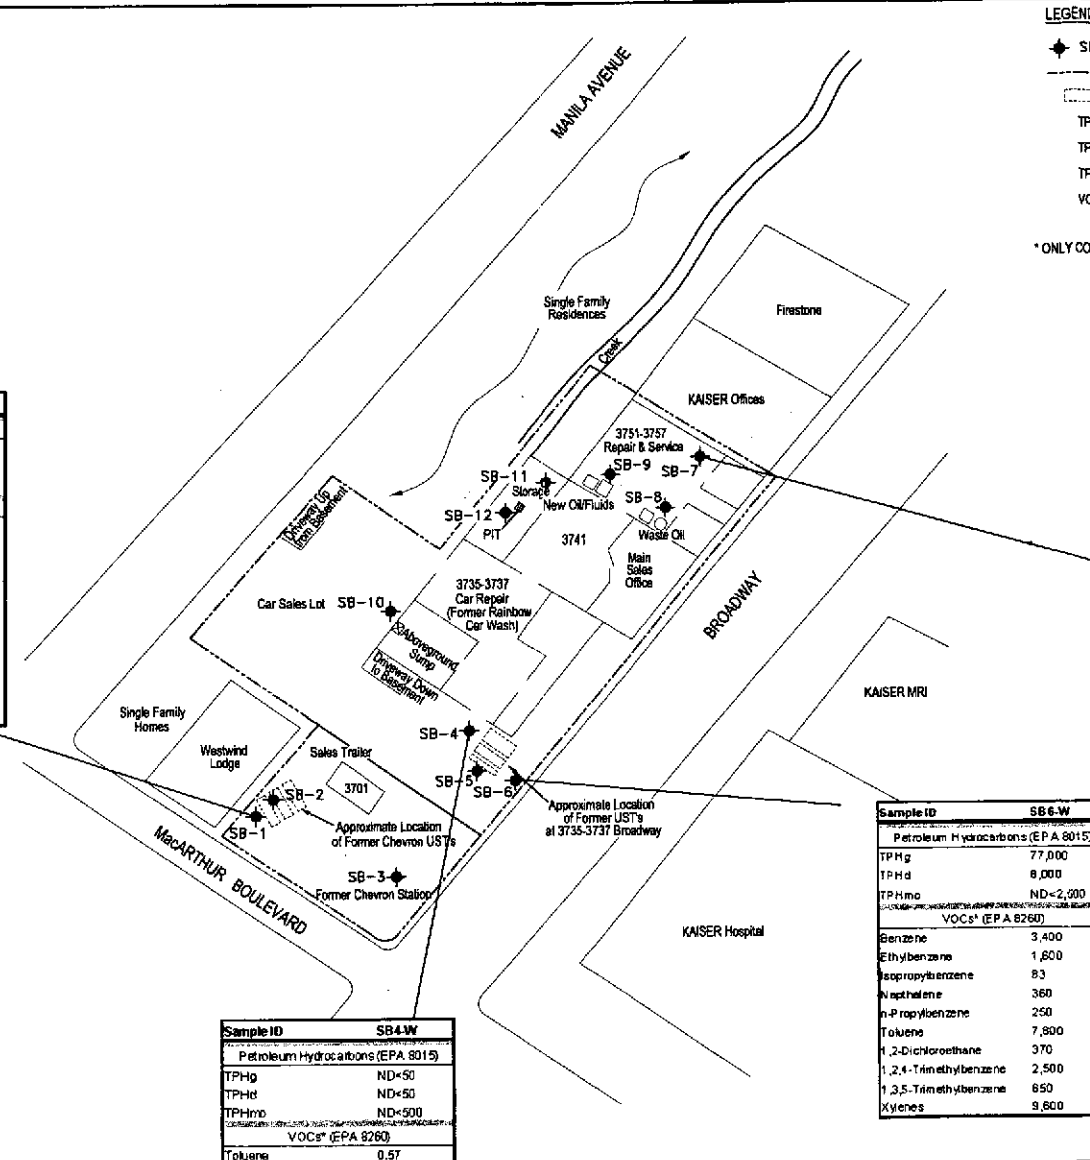 LEGEND
MANILA AVENUE
* ONLY CO
Single Family
Residences
Firestone
Creek
KAISER Offices
3751-3757
Repair & Service
SB-9
SB-7
SB-11
Storage
SB-8
New Oil/Fluids
SB-12
PIT
3741
Waste Oil
Main
Sales
Office
Driveway Up
from Basement
BROADWAY
3735-3737
Car Repair
(Former Rainbow
Car Wash)
Car Sales Lot
SB-10
Aboveground
Sump
Driveway Down
to Basement
KAISER MRI
Single Family
Homes
Westwind
Lodge
Sales Trailer
3701
SB-4
SB-5
SB-6
SB-2
SB-1
Approximate Location
of Former Chevron UST's
Approximate Location
of Former UST's
at 3735-3737 Broadway
SB-3
Former Chevron Station
MacARTHUR BOULEVARD
KAISER Hospital
Sample ID SB6-W
Petroleum Hydrocarbons (EPA 8015)
TPHg 77,000
TPHd 8,000
TPHmo ND<2,500
VOCs* (EPA 8260)
Benzene 3,400
Ethylbenzene 1,600
Isopropylbenzene 83
Napthalene 360
n-Propylbenzene 250
Toluene 7,800
1,2-Dichloroethane 370
1,2,4-Trimethylbenzene 2,500
1,3,5-Trimethylbenzene 650
Xylenes 9,600
Sample ID SB4-W
Petroleum Hydrocarbons (EPA 8015)
TPHg ND<50
TPHd ND<50
TPHmo ND<500
VOCs* (EPA 8260)
Toluene 0.57